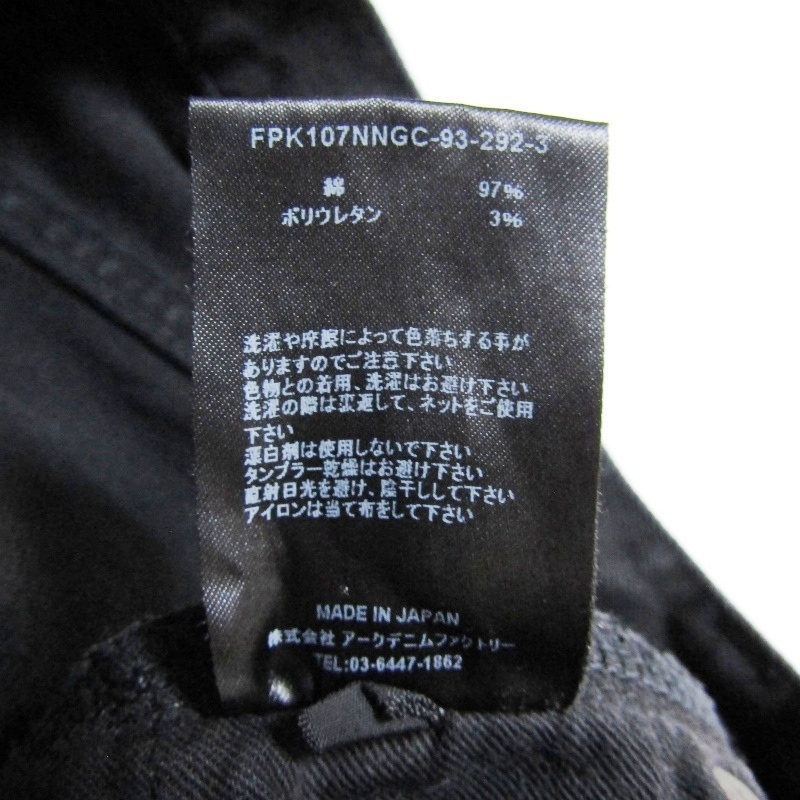 FPK107NNGC-93-292-3
綿 97%
ポリウレタン 3%
洗濯や摩擦によって色落ちする事が
ありますのでご注意下さい
色物との着用、洗濯はお避け下さい
洗濯の際は裏返して、ネットをご使用
下さい
漂白剤は使用しないで下さい
タンブラー乾燥はお避け下さい
直射日光を避け、陰干しして下さい
アイロンは当て布をして下さい
MADE IN JAPAN
株式会社 アークデニムファクトリー
TEL:03-6447-1862